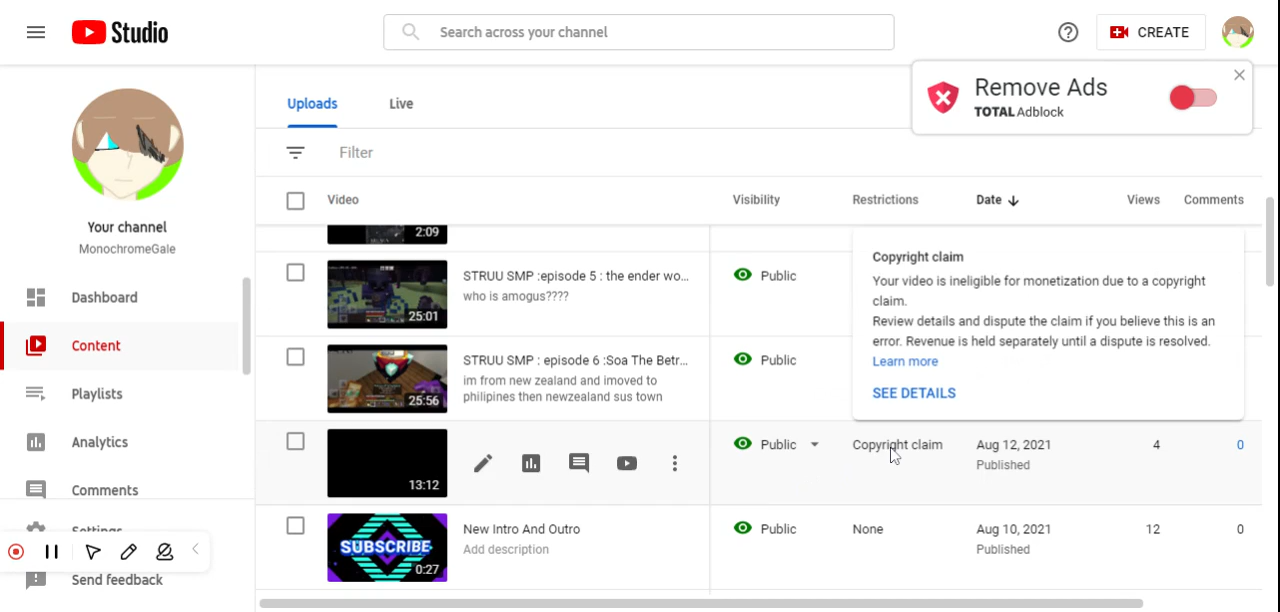 Studio
Search across your channel
CREATE
Remove Ads
TOTAL Adblock
Your channel
MonochromeGale
Dashboard
Content
Playlists
Analytics
Comments
Settings
Send feedback
Uploads
Live
Filter
Video
Visibility
Restrictions
Date
Views
Comments
2:09
25:01
STRUU SMP :episode 5 : the ender wo...
who is amogus????
Public
Copyright claim
Your video is ineligible for monetization due to a copyright
claim.
Review details and dispute the claim if you believe this is an
error. Revenue is held separately until a dispute is resolved.
Learn more
SEE DETAILS
25:56
STRUU SMP : episode 6 :Soa The Betr...
im from new zealand and imoved to
philipines then newzealand sus town
Public
13:12
Public
Copyright claim
Aug 12, 2021
Published
4
0
SUBSCRIBE
0:27
New Intro And Outro
Add description
Public
None
Aug 10, 2021
Published
12
0